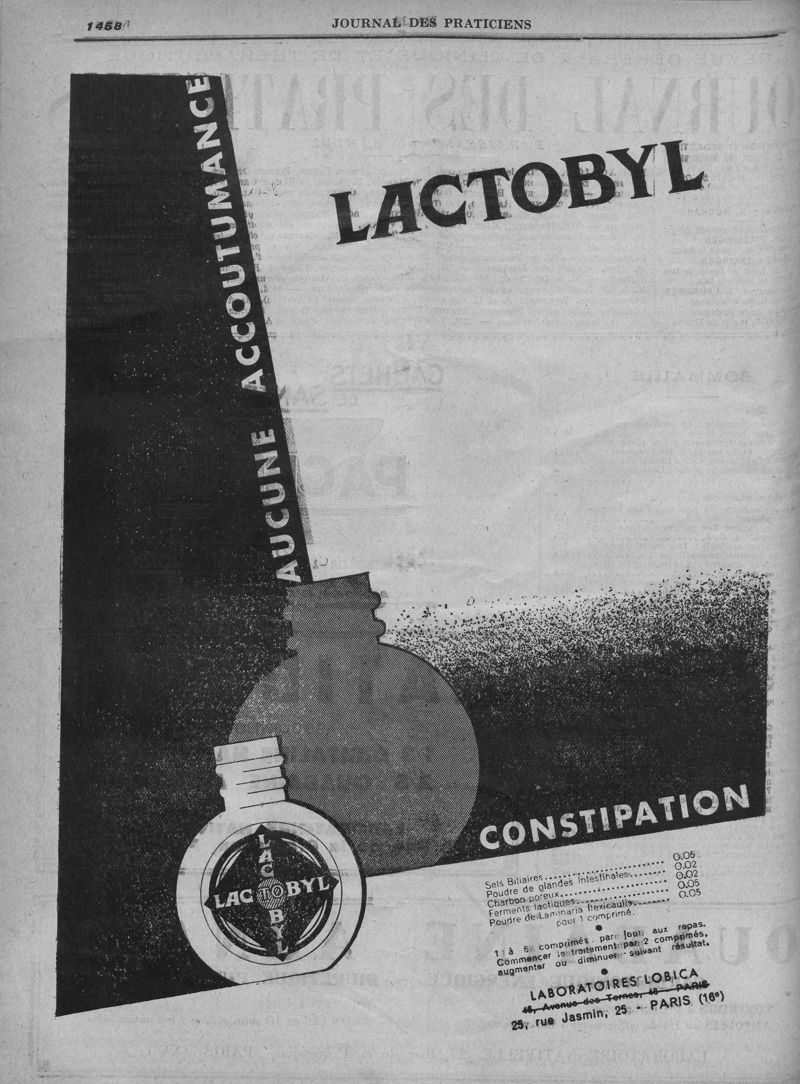 1458
JOURNAL DES PRATICIENS
LACTOBYL
AUCUNE ACCOUTUMANCE
CONSTIPATION
LACTOBYL
LACTOBYL
Sels Biliaires........................ 0,05
Poudre de glandes intestinales....... 0,02
Charbon poreux...................... 0,02
Ferments lactiques.................. 0,05
Poudre de Laminaria flexicaulis....... 0,05
pour 1 comprimé.
1 à 6 comprimés par jour aux repas.
Commencer le traitement par 2 comprimés,
augmenter ou diminuer suivant résultat.
LABORATOIRES LOBICA
46, Avenue des Ternes, 46 - PARIS
25, rue Jasmin, 25 - PARIS (16e)